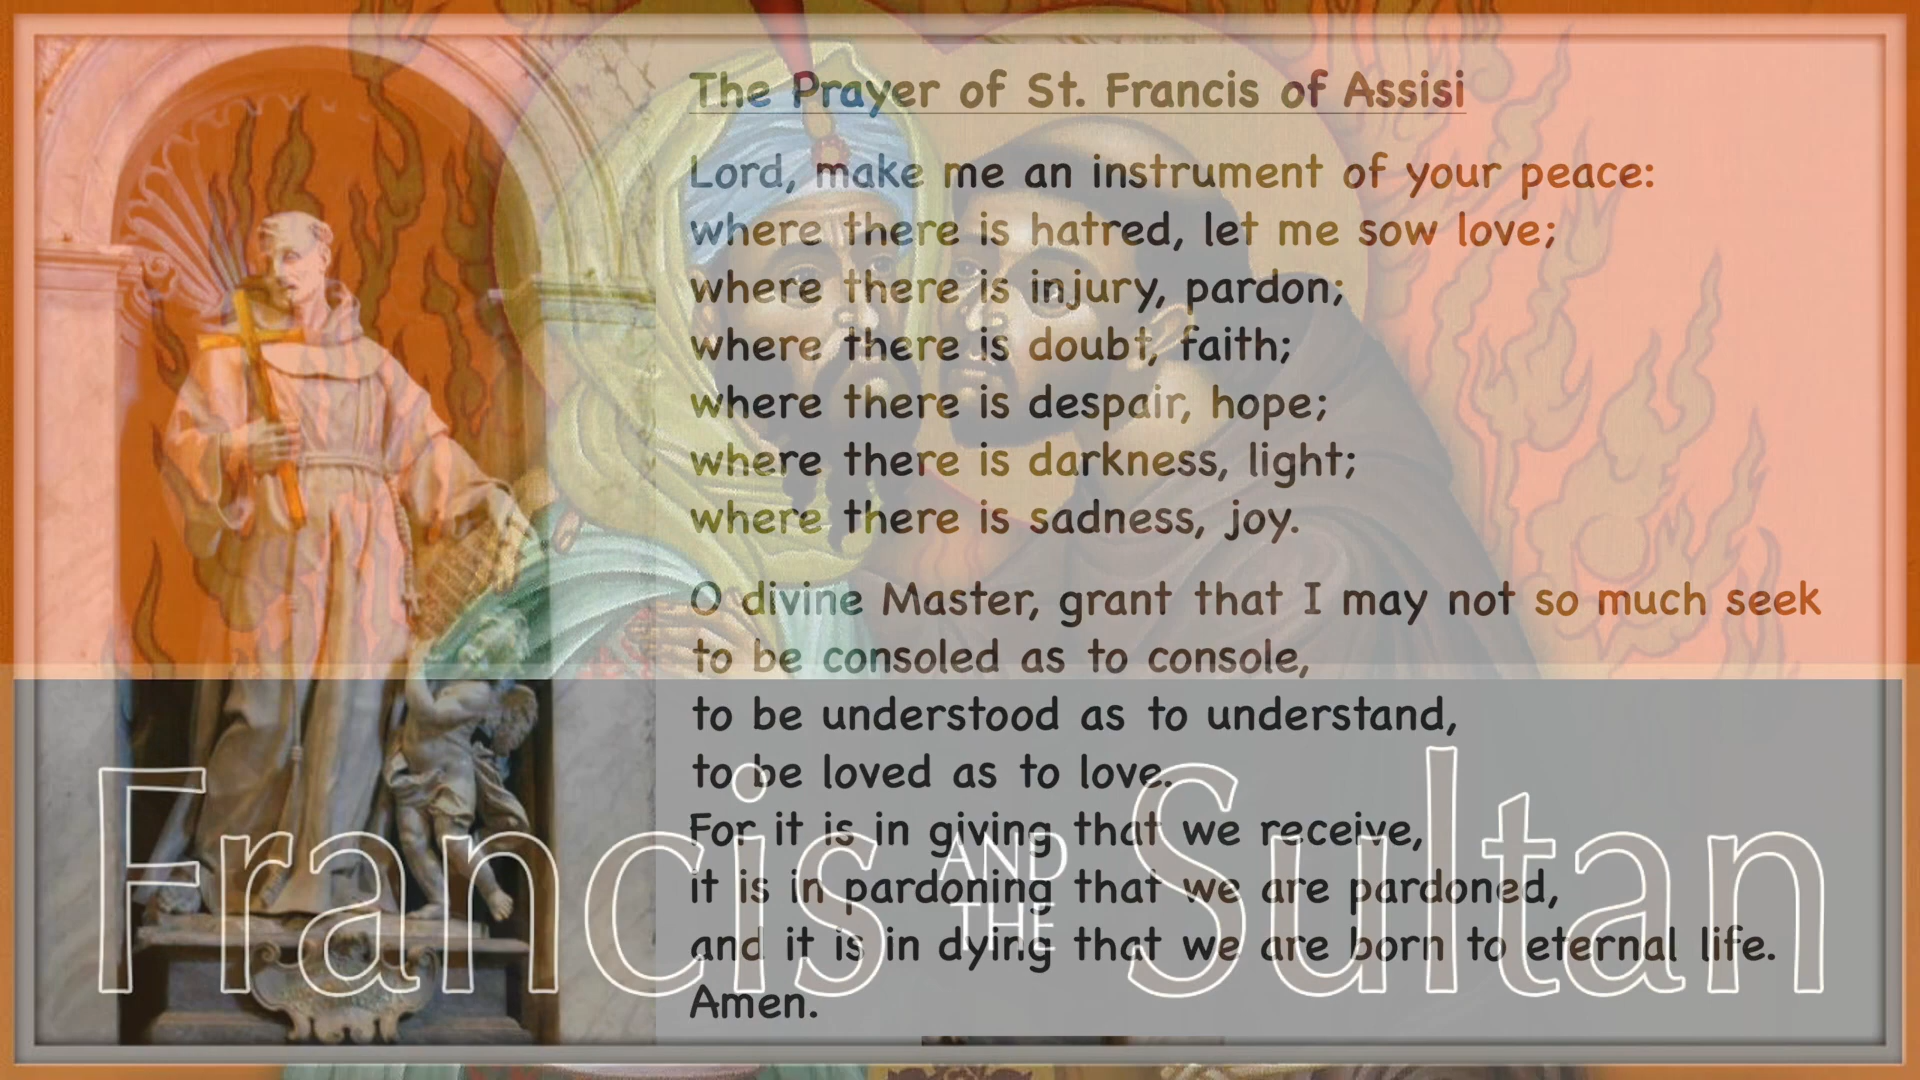 The Prayer of St. Francis of Assisi
Lord, make me an instrument of your peace:
where there is hatred, let me sow love;
where there is injury, pardon;
where there is doubt, faith;
where there is despair, hope;
where there is darkness, light;
where there is sadness, joy.
O divine Master, grant that I may not so much seek
to be consoled as to console,
to be understood as to understand,
to be loved as to love.
For it is in giving that we receive,
it is in pardoning that we are pardoned,
and it is in dying that we are born to eternal life.
Amen.
Francis AND THE Sultan